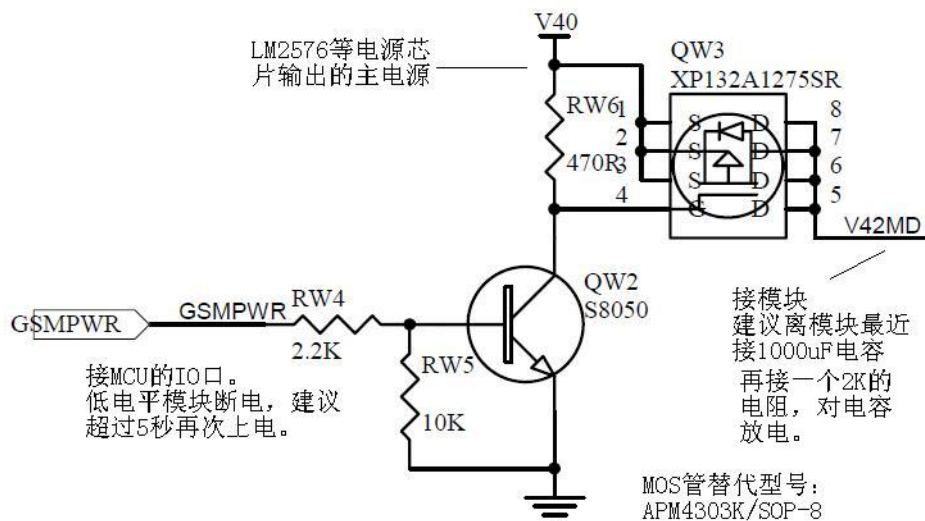 V40
LM2576等电源芯
片输出的主电源
QW3
XP132A1275SR
RW6
470R
1
2
3
4
S
S
S
G
D
D
D
D
8
7
6
5
V42MD
QW2
S8050
GSMPWR
GSMPWR
RW4
2.2K
RW5
10K
接MCU的IO口。
低电平模块断电，建议
超过5秒再次上电。
接模块
建议离模块最近
接1000uF电容
再接一个2K的
电阻，对电容
放电。
MOS管替代型号：
APM4303K/SOP-8